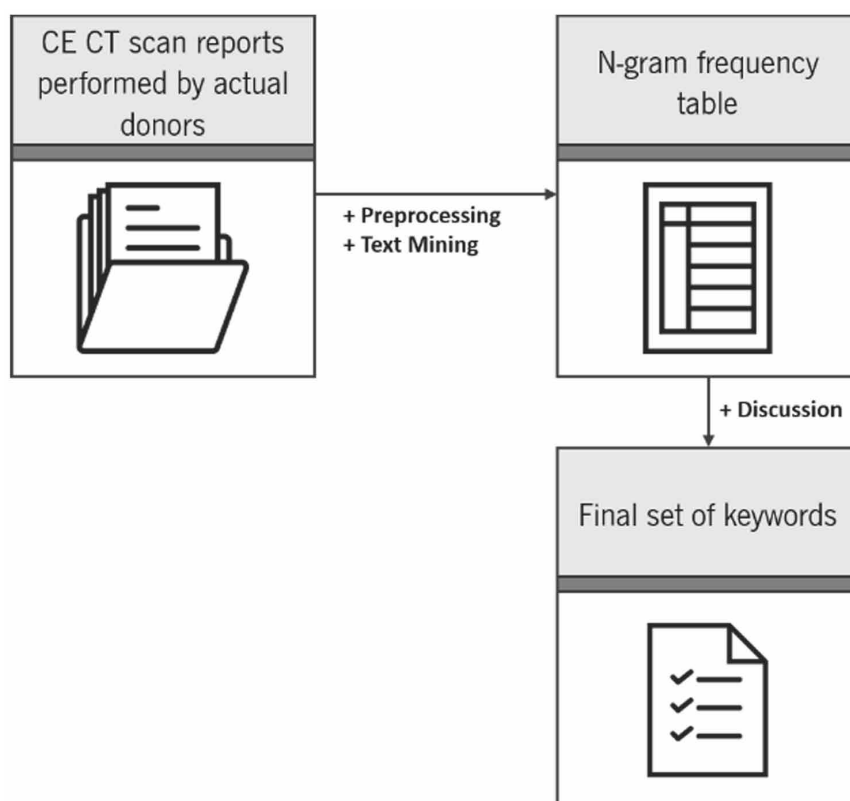 CE CT scan reports
performed by actual
donors
N-gram frequency
table
+ Preprocessing
+ Text Mining
+ Discussion
Final set of keywords